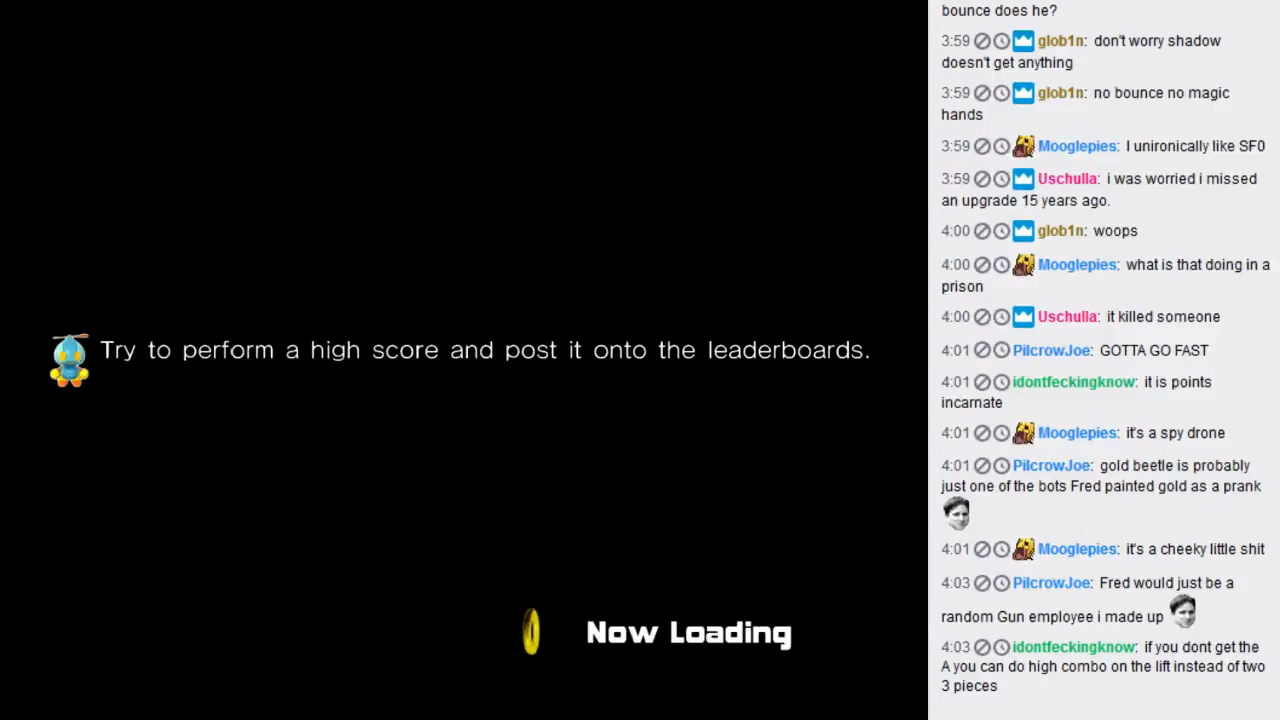 Try to perform a high score and post it onto the leaderboards.
Now Loading
bounce does he?
3:59 glob1n: don't worry shadow
doesn't get anything
3:59 glob1n: no bounce no magic
hands
3:59 Mooglepies: I unironically like SF0
3:59 Uschulla: i was worried i missed
an upgrade 15 years ago.
4:00 glob1n: woops
4:00 Mooglepies: what is that doing in a
prison
4:00 Uschulla: it killed someone
4:01 PilcrowJoe: GOTTA GO FAST
4:01 idontfeckingknow: it is points
incarnate
4:01 Mooglepies: it's a spy drone
4:01 PilcrowJoe: gold beetle is probably
just one of the bots Fred painted gold as a prank
4:01 Mooglepies: it's a cheeky little shit
4:03 PilcrowJoe: Fred would just be a
random Gun employee i made up
4:03 idontfeckingknow: if you dont get the
A you can do high combo on the lift instead of two
3 pieces